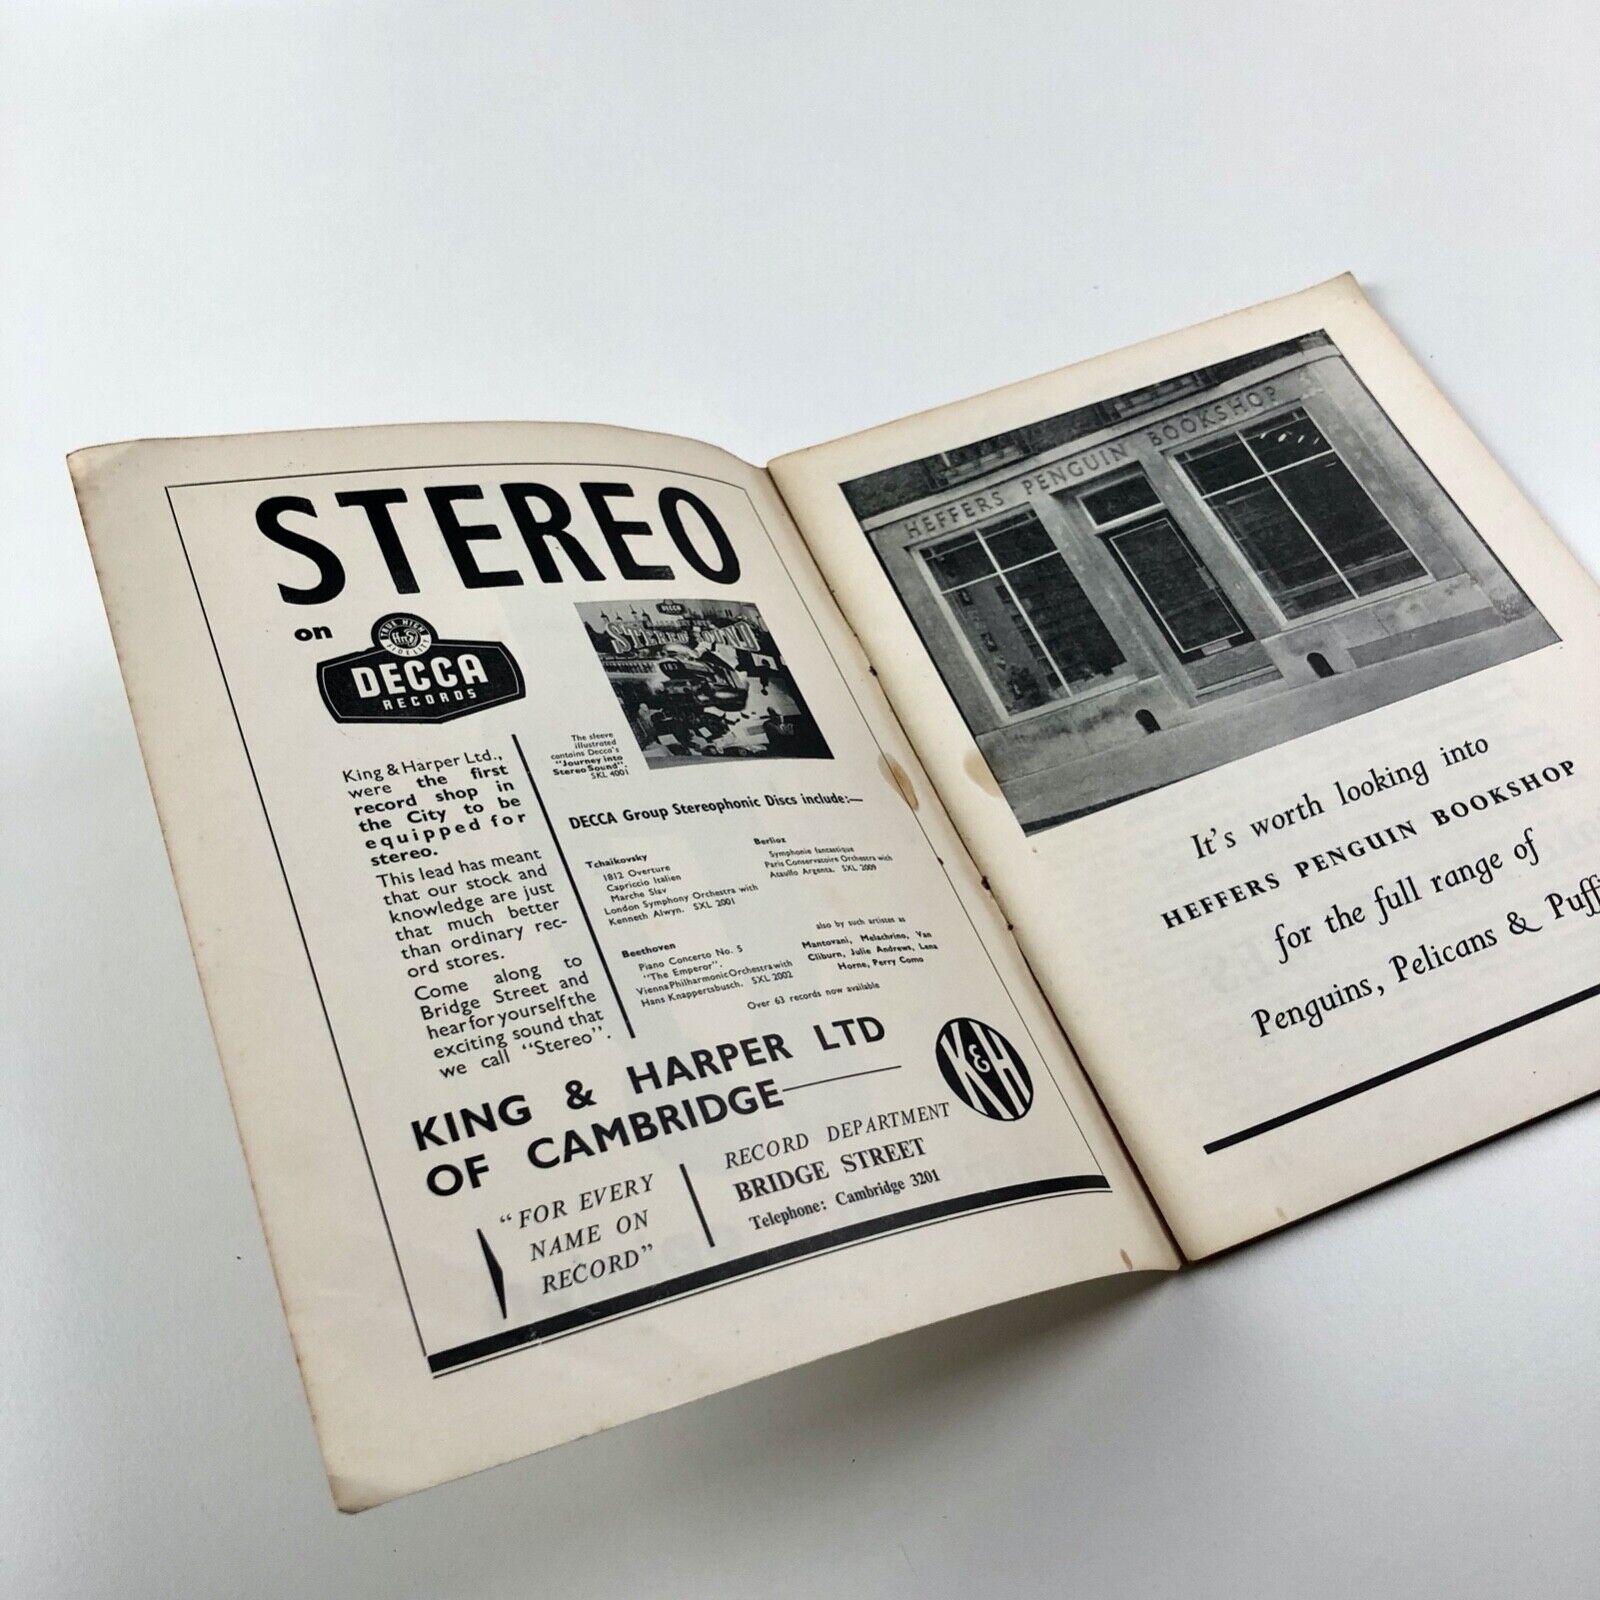 STEREO
on
TRUE HIGH
FIDELITY
DECCA
RECORDS
DECCA
STEREO SOUND
The sleeve
illustrated
contains Decca's
"Journey into
Stereo Sound".
SKL 4001
King & Harper Ltd.,
were the first
record shop in
the City to be
equipped for
stereo.
This lead has meant
that our stock and
knowledge are just
that much better
than ordinary rec-
ord stores.
Come along to
Bridge Street and
hear for yourself the
exciting sound that
we call "Stereo".
DECCA Group Stereophonic Discs include:—
Tchaikovsky
1812 Overture
Capriccio Italien
Marche Slav
London Symphony Orchestra with
Kenneth Alwyn. SXL 2001
Beethoven
Piano Concerto No. 5
"The Emperor".
Vienna Philharmonic Orchestra with
Hans Knappertsbusch. SXL 2002
Berlioz
Symphonie fantastique
Paris Conservatoire Orchestra with
Ataulfo Argenta. SXL 2009
also by such artistes as
Mantovani, Melachrino, Van
Cliburn, Julie Andrews, Lena
Horne, Perry Como
Over 63 records now available
KING & HARPER LTD
OF CAMBRIDGE
K&H
"FOR EVERY
NAME ON
RECORD"
RECORD DEPARTMENT
BRIDGE STREET
Telephone: Cambridge 3201
HEFFERS PENGUIN BOOKSHOP
It's worth looking into
HEFFERS PENGUIN BOOKSHOP
for the full range of
Penguins, Pelicans & Puffi